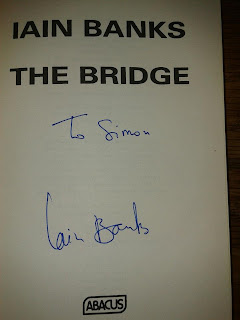 IAIN BANKS
THE BRIDGE
To Simon
Iain Banks
ABACUS